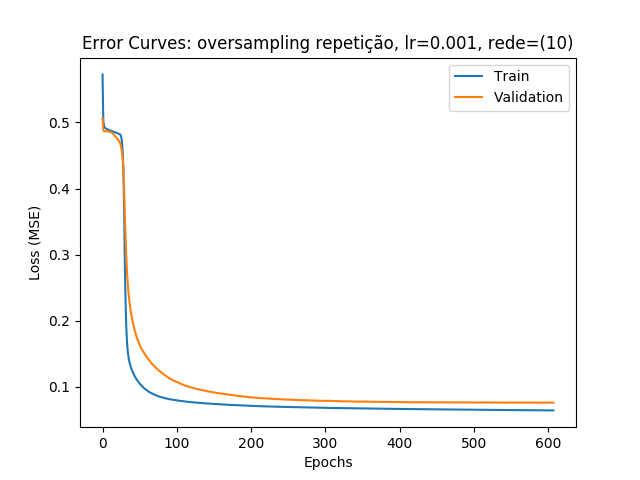 Error Curves: oversampling repetição, lr=0.001, rede=(10)
Train
Validation
Loss (MSE)
0.5
0.4
0.3
0.2
0.1
0 100 200 300 400 500 600
Epochs